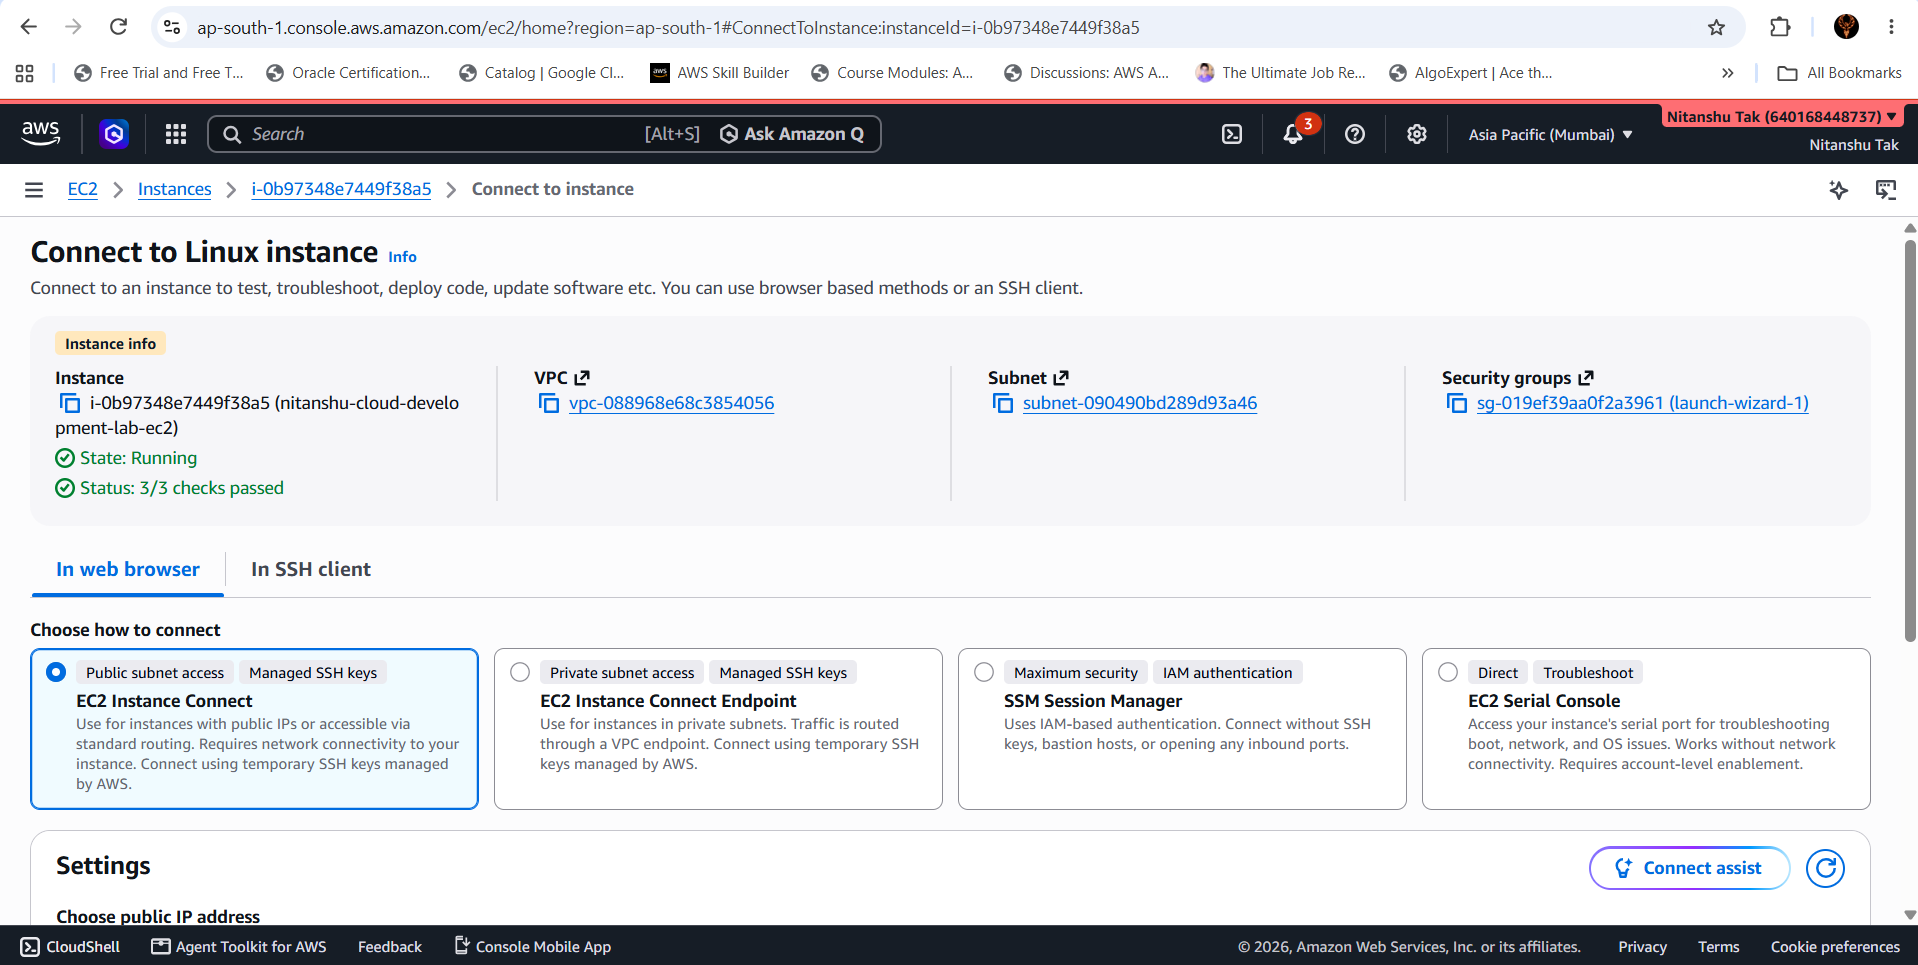 ap-south-1.console.aws.amazon.com/ec2/home?region=ap-south-1#ConnectToInstance:instanceId=i-0b97348e7449f38a5
Free Trial and Free T... Oracle Certification... Catalog | Google Cl... aws AWS Skill Builder Course Modules: A... Discussions: AWS A... The Ultimate Job Re... AlgoExpert | Ace th... » All Bookmarks
aws Search [Alt+S] Ask Amazon Q 3 Asia Pacific (Mumbai) Nitanshu Tak (640168448737)
Nitanshu Tak
EC2 Instances i-0b97348e7449f38a5 Connect to instance
Connect to Linux instance Info
Connect to an instance to test, troubleshoot, deploy code, update software etc. You can use browser based methods or an SSH client.
Instance info
Instance
i-0b97348e7449f38a5 (nitanshu-cloud-develo
pment-lab-ec2)
State: Running
Status: 3/3 checks passed
VPC
vpc-088968e68c3854056
Subnet
subnet-090490bd289d93a46
Security groups
sg-019ef39aa0f2a3961 (launch-wizard-1)
In web browser In SSH client
Choose how to connect
Public subnet access Managed SSH keys
EC2 Instance Connect
Use for instances with public IPs or accessible via
standard routing. Requires network connectivity to your
instance. Connect using temporary SSH keys managed
by AWS.
Private subnet access Managed SSH keys
EC2 Instance Connect Endpoint
Use for instances in private subnets. Traffic is routed
through a VPC endpoint. Connect using temporary SSH
keys managed by AWS.
Maximum security IAM authentication
SSM Session Manager
Uses IAM-based authentication. Connect without SSH
keys, bastion hosts, or opening any inbound ports.
Direct Troubleshoot
EC2 Serial Console
Access your instance's serial port for troubleshooting
boot, network, and OS issues. Works without network
connectivity. Requires account-level enablement.
Settings Connect assist
Choose public IP address
CloudShell Agent Toolkit for AWS Feedback Console Mobile App © 2026, Amazon Web Services, Inc. or its affiliates. Privacy Terms Cookie preferences